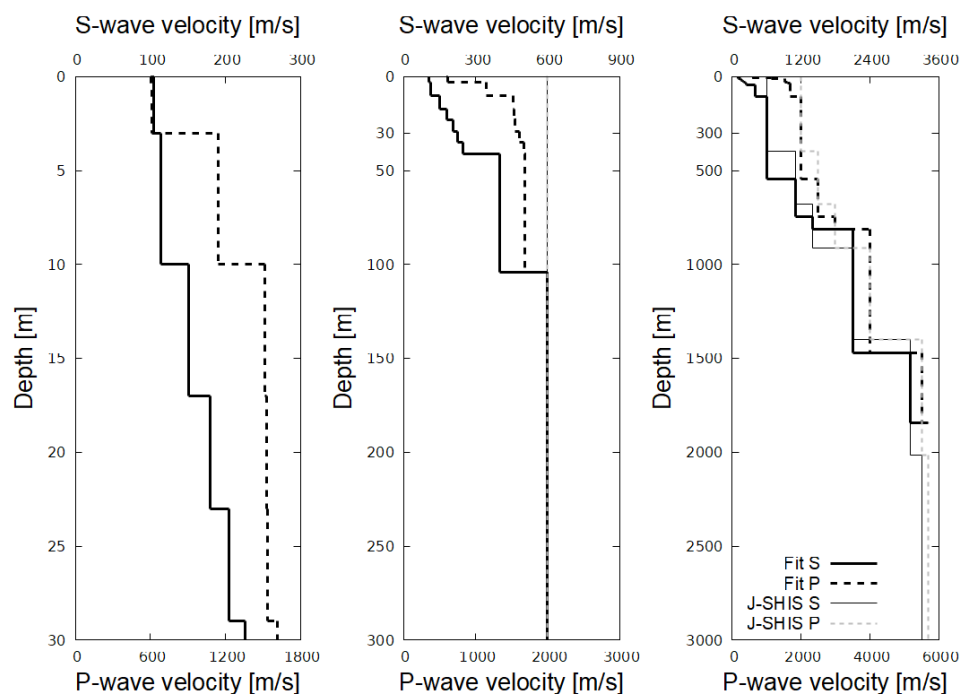 S-wave velocity [m/s] S-wave velocity [m/s] S-wave velocity [m/s]
0 100 200 300 0 300 600 900 0 1200 2400 3600
0 0 0
5 30 300
10 50 500
15 100 1000
20 150 1500
25 200 2000
30 250 2500
300 3000
Depth [m] Depth [m] Depth [m]
Fit S
Fit P
J-SHIS S
J-SHIS P
0 600 1200 1800 0 1000 2000 3000 0 2000 4000 6000
P-wave velocity [m/s] P-wave velocity [m/s] P-wave velocity [m/s]